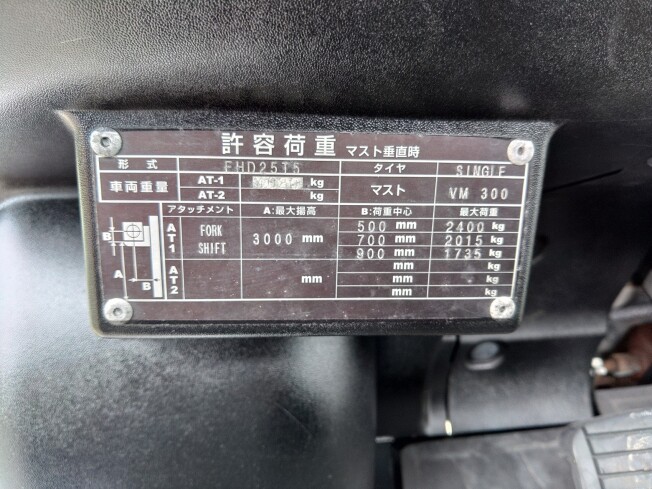 許容荷重 マスト垂直時
形式 FHD25T5 タイヤ SINGLE
車両重量 AT-1 kg マスト VM 300
AT-2 kg
アタッチメント A:最大揚高 B:荷重中心 最大荷重
AT1 FORK SHIFT 3000 mm 500 mm 2400 kg
700 mm 2015 kg
900 mm 1735 kg
AT2 mm mm kg
mm kg
mm kg
B
A
B